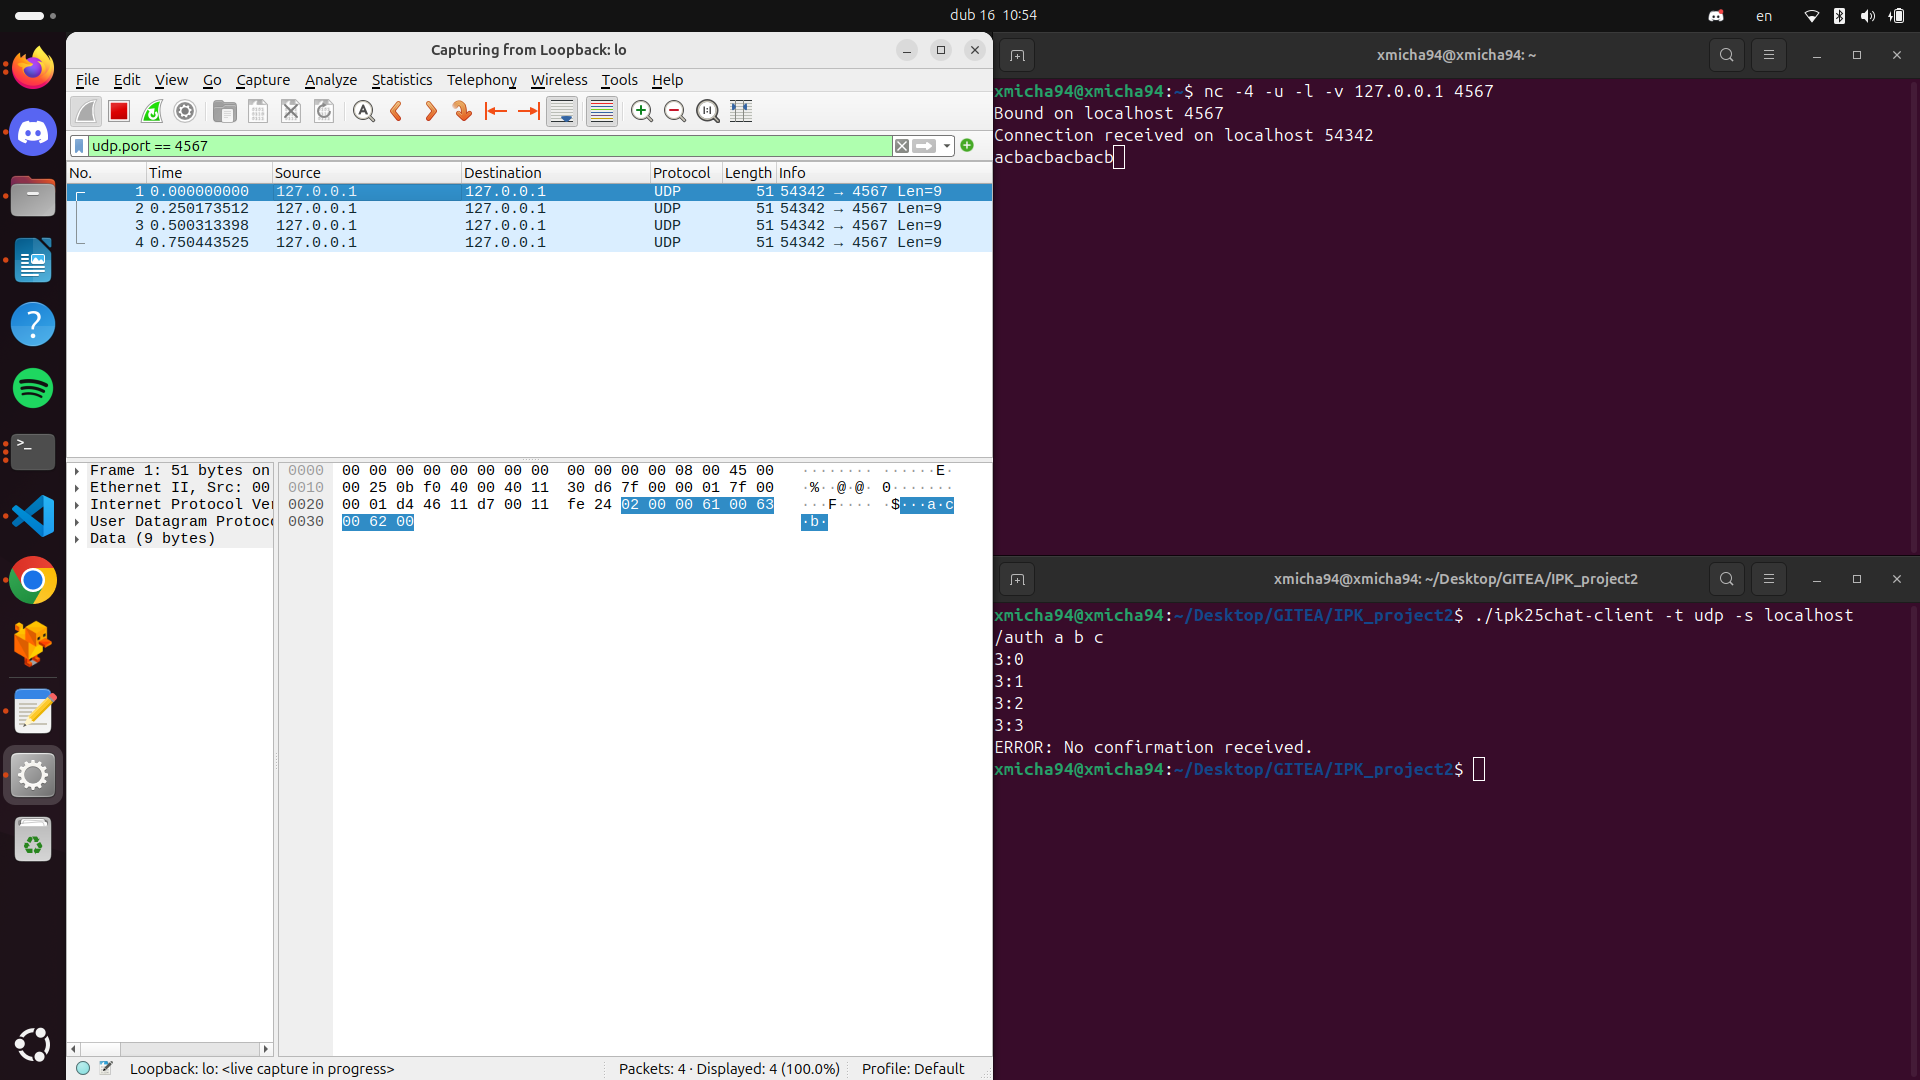 dub 16 10:54
en
Capturing from Loopback: lo
File Edit View Go Capture Analyze Statistics Telephony Wireless Tools Help
udp.port == 4567
No. Time Source Destination Protocol Length Info
1 0.000000000 127.0.0.1 127.0.0.1 UDP 51 54342 → 4567 Len=9
2 0.250173512 127.0.0.1 127.0.0.1 UDP 51 54342 → 4567 Len=9
3 0.500313398 127.0.0.1 127.0.0.1 UDP 51 54342 → 4567 Len=9
4 0.750443525 127.0.0.1 127.0.0.1 UDP 51 54342 → 4567 Len=9
Frame 1: 51 bytes on
Ethernet II, Src: 00
Internet Protocol Ver
User Datagram Protoc
Data (9 bytes)
0000 00 00 00 00 00 00 00 00 00 00 00 00 08 00 45 00 ········ ······E·
0010 00 25 0b f0 40 00 40 11 30 d6 7f 00 00 01 7f 00 ·%··@·@· 0·······
0020 00 01 d4 46 11 d7 00 11 fe 24 02 00 00 61 00 63 ···F···· ·$···a·c
0030 00 62 00 ·b·
Loopback: lo: <live capture in progress>
Packets: 4 · Displayed: 4 (100.0%)
Profile: Default
xmicha94@xmicha94: ~
xmicha94@xmicha94:~$ nc -4 -u -l -v 127.0.0.1 4567
Bound on localhost 4567
Connection received on localhost 54342
acbacbacbacb
xmicha94@xmicha94: ~/Desktop/GITEA/IPK_project2
xmicha94@xmicha94:~/Desktop/GITEA/IPK_project2$ ./ipk25chat-client -t udp -s localhost
/auth a b c
3:0
3:1
3:2
3:3
ERROR: No confirmation received.
xmicha94@xmicha94:~/Desktop/GITEA/IPK_project2$